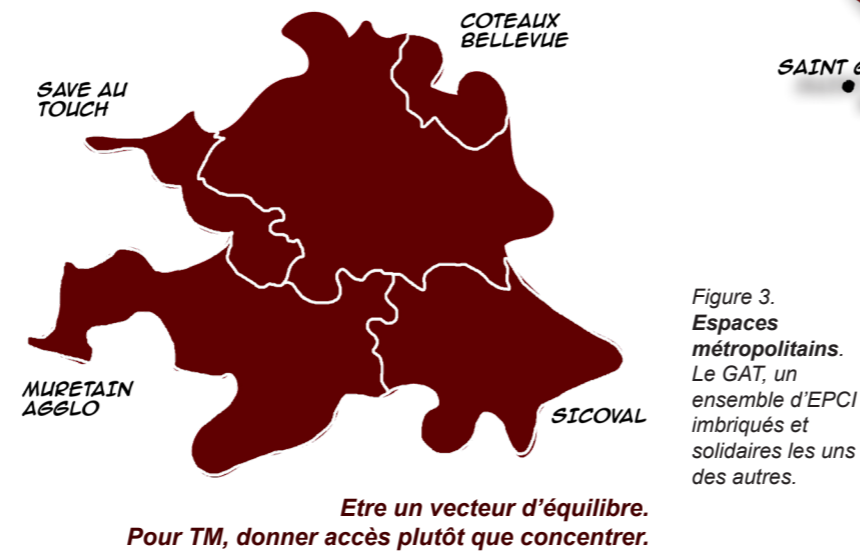 COTEAUX
BELLEVUE
SAINT
SAVE AU
TOUCH
MURETAIN
AGGLO
SICOVAL
Figure 3.
Espaces
métropolitains.
Le GAT, un
ensemble d'EPCI
imbriqués et
solidaires les uns
des autres.
Etre un vecteur d'équilibre.
Pour TM, donner accès plutôt que concentrer.